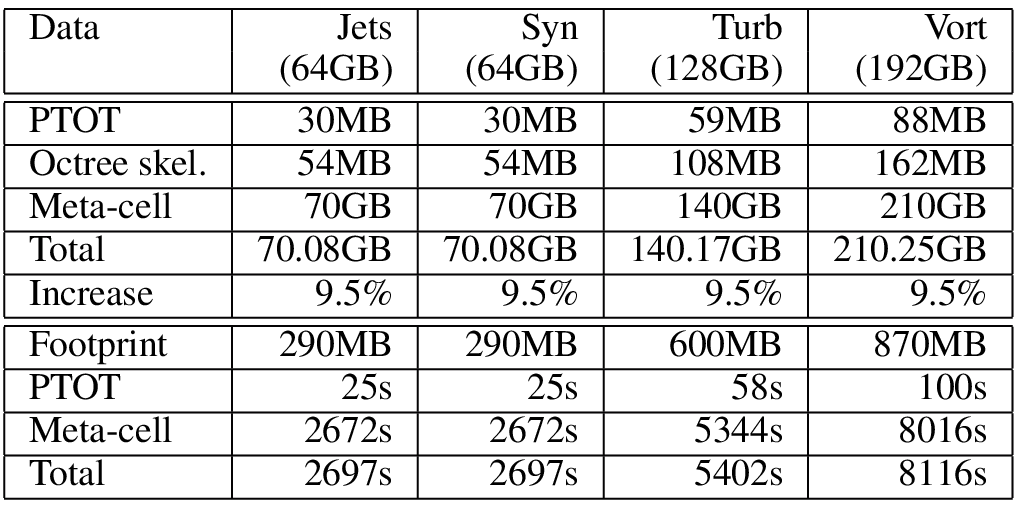 Data Jets Syn Turb Vort
(64GB) (64GB) (128GB) (192GB)
PTOT 30MB 30MB 59MB 88MB
Octree skel. 54MB 54MB 108MB 162MB
Meta-cell 70GB 70GB 140GB 210GB
Total 70.08GB 70.08GB 140.17GB 210.25GB
Increase 9.5% 9.5% 9.5% 9.5%
Footprint 290MB 290MB 600MB 870MB
PTOT 25s 25s 58s 100s
Meta-cell 2672s 2672s 5344s 8016s
Total 2697s 2697s 5402s 8116s